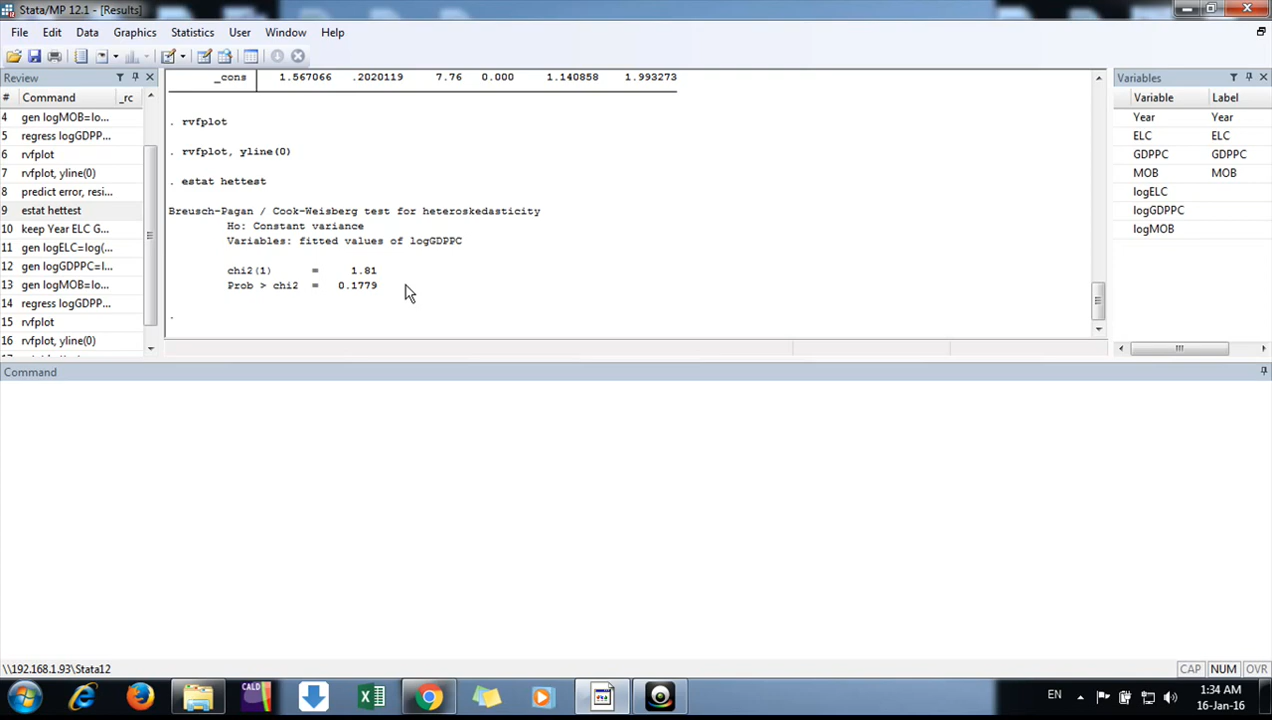 Stata/MP 12.1 - [Results]
File Edit Data Graphics Statistics User Window Help
Review
# Command _rc
4 gen logMOB=lo...
5 regress logGDPP...
6 rvfplot
7 rvfplot, yline(0)
8 predict error, resi...
9 estat hettest
10 keep Year ELC G...
11 gen logELC=log(...
12 gen logGDPPC=l...
13 gen logMOB=lo...
14 regress logGDPP...
15 rvfplot
16 rvfplot, yline(0)
_cons 1.567066 .2020119 7.76 0.000 1.140858 1.993273
. rvfplot
. rvfplot, yline(0)
. estat hettest
Breusch-Pagan / Cook-Weisberg test for heteroskedasticity
Ho: Constant variance
Variables: fitted values of logGDPPC
chi2(1) = 1.81
Prob > chi2 = 0.1779
.
Variables
Variable Label
Year Year
ELC ELC
GDPPC GDPPC
MOB MOB
logELC
logGDPPC
logMOB
Command
\\192.168.1.93\Stata12
CAP NUM OVR
CALD
EN
1:34 AM
16-Jan-16